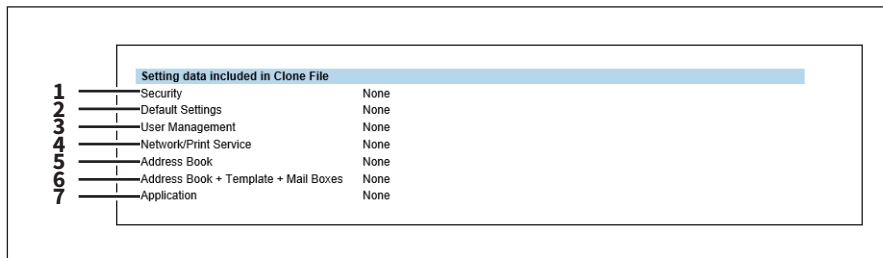 Setting data included in Clone File
1 Security None
2 Default Settings None
3 User Management None
4 Network/Print Service None
5 Address Book None
6 Address Book + Template + Mail Boxes None
7 Application None